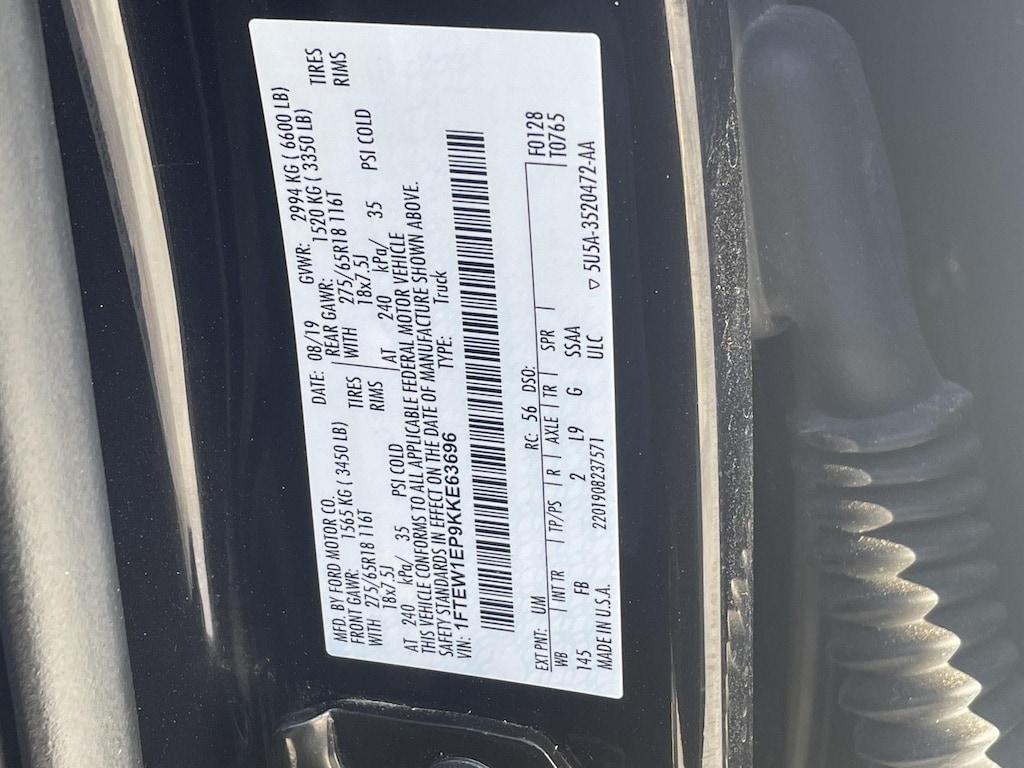 MFD. BY FORD MOTOR CO. DATE: 08/19 GVWR: 2994 KG ( 6600 LB)
FRONT GAWR: 1565 KG ( 3450 LB) REAR GAWR: 1520 KG ( 3350 LB)
WITH 275/65R18 116T TIRES WITH 275/65R18 116T TIRES
18x7.5J RIMS 18x7.5J RIMS
AT 240 kPa/ 35 PSI COLD AT 240 kPa/ 35 PSI COLD
THIS VEHICLE CONFORMS TO ALL APPLICABLE FEDERAL MOTOR VEHICLE
SAFETY STANDARDS IN EFFECT ON THE DATE OF MANUFACTURE SHOWN ABOVE.
VIN: 1FTEW1EP9KKE63696 TYPE: Truck
EXT PNT: UM RC: 56 DSO: F0128
WB INT TR TP/PS R AXLE TR SPR T0765
145 FB 2 L9 G SSAA
MADE IN U.S.A. 2201908237571 ULC ▽ 5U5A-3520472-AA